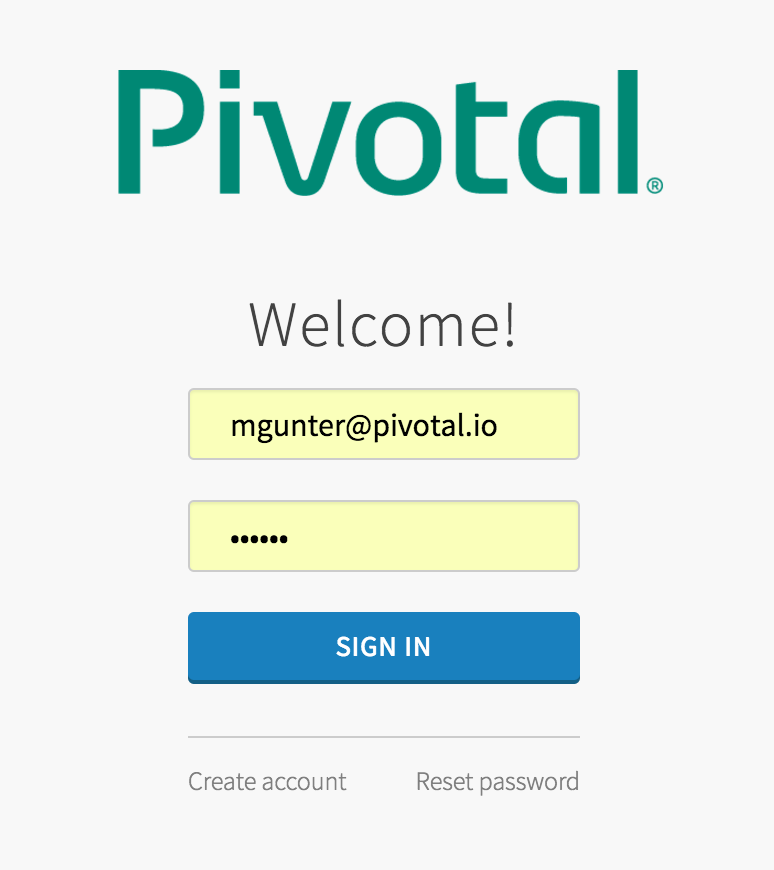 Pivotal®
Welcome!
mgunter@pivotal.io
••••••
SIGN IN
Create account Reset password